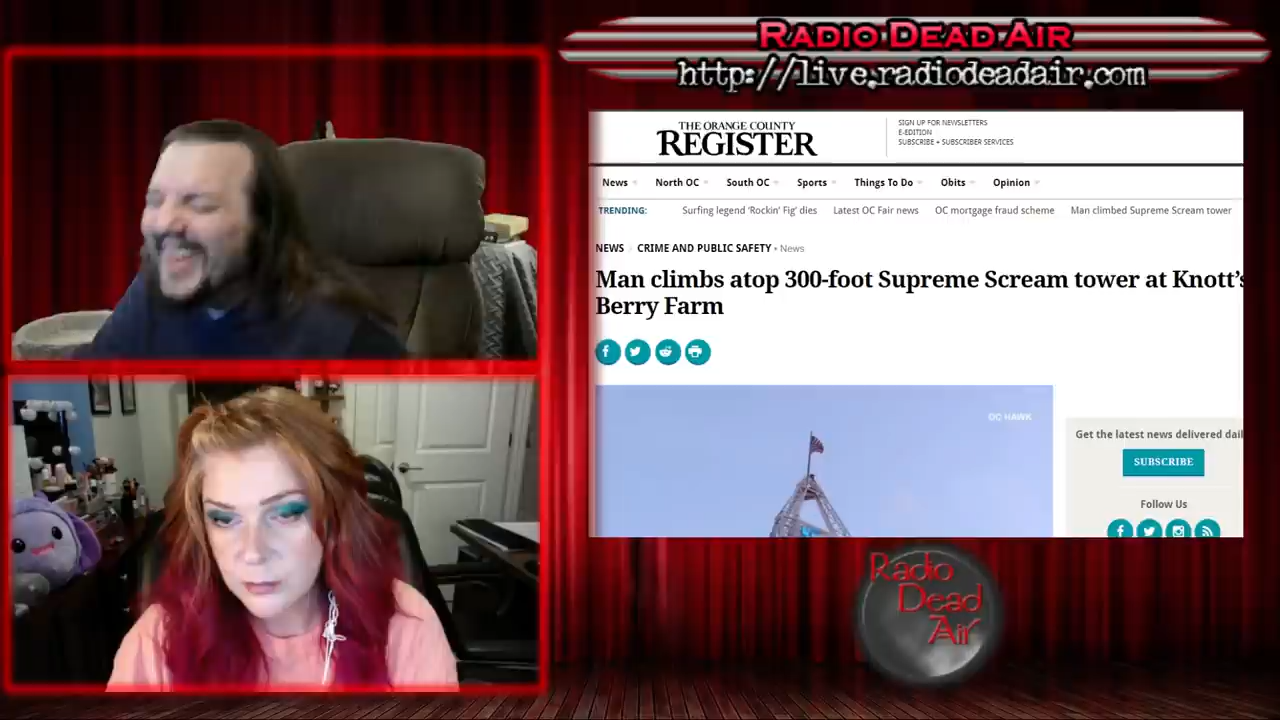 RADIO DEAD AIR
http://live.radiodeadair.com
THE ORANGE COUNTY
REGISTER
SIGN UP FOR NEWSLETTERS
E-EDITION
SUBSCRIBE • SUBSCRIBER SERVICES
News North OC South OC Sports Things To Do Obits Opinion
TRENDING: Surfing legend ‘Rockin’ Fig’ dies Latest OC Fair news OC mortgage fraud scheme Man climbed Supreme Scream tower
NEWS CRIME AND PUBLIC SAFETY • News
Man climbs atop 300-foot Supreme Scream tower at Knott’s
Berry Farm
OC HAWK
Get the latest news delivered dail
SUBSCRIBE
Follow Us
Radio
Dead
Air